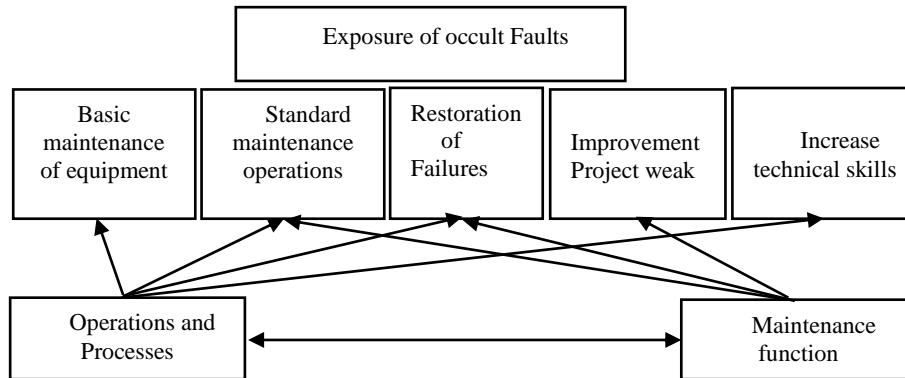 Exposure of occult Faults
Basic
maintenance
of equipment
Standard
maintenance
operations
Restoration
of
Failures
Improvement
Project weak
Increase
technical skills
Operations and
Processes
Maintenance
function